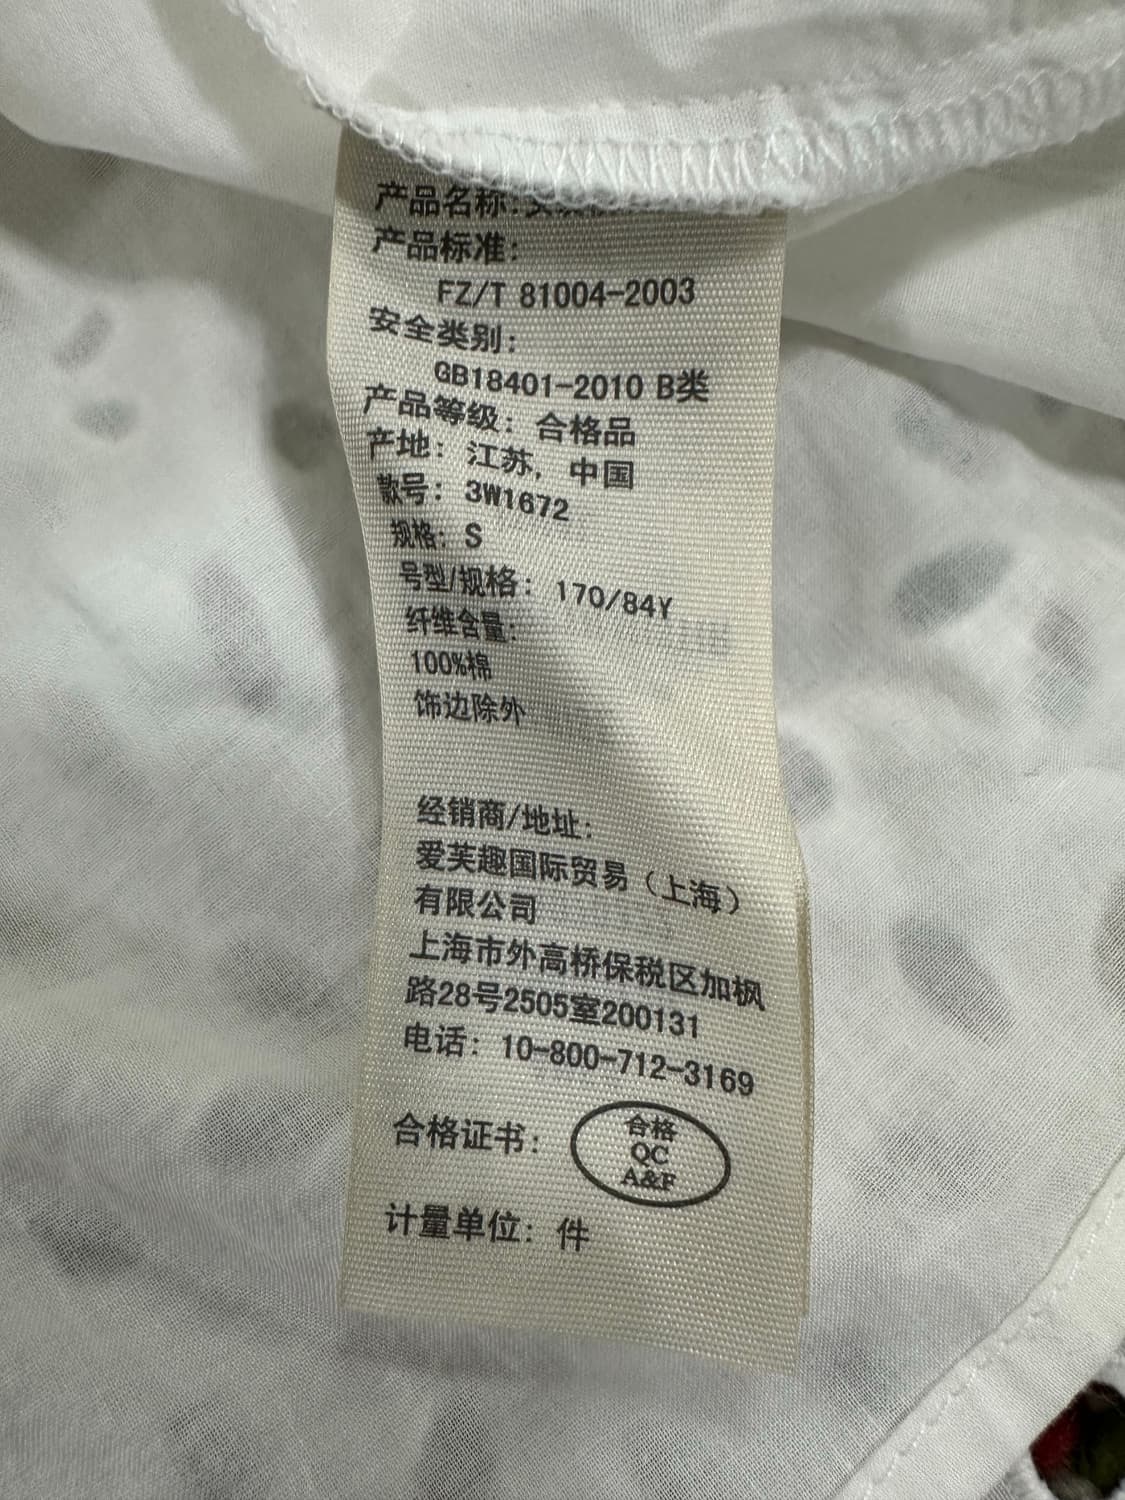 产品名称:
产品标准:
FZ/T 81004-2003
安全类别:
GB18401-2010 B类
产品等级: 合格品
产地: 江苏, 中国
款号: 3W1672
规格: S
号型/规格: 170/84Y
纤维含量:
100%棉
饰边除外
经销商/地址:
爱芙趣国际贸易(上海)
有限公司
上海市外高桥保税区加枫
路28号2505室200131
电话: 10-800-712-3169
合格证书:
合格
QC
A&F
计量单位: 件